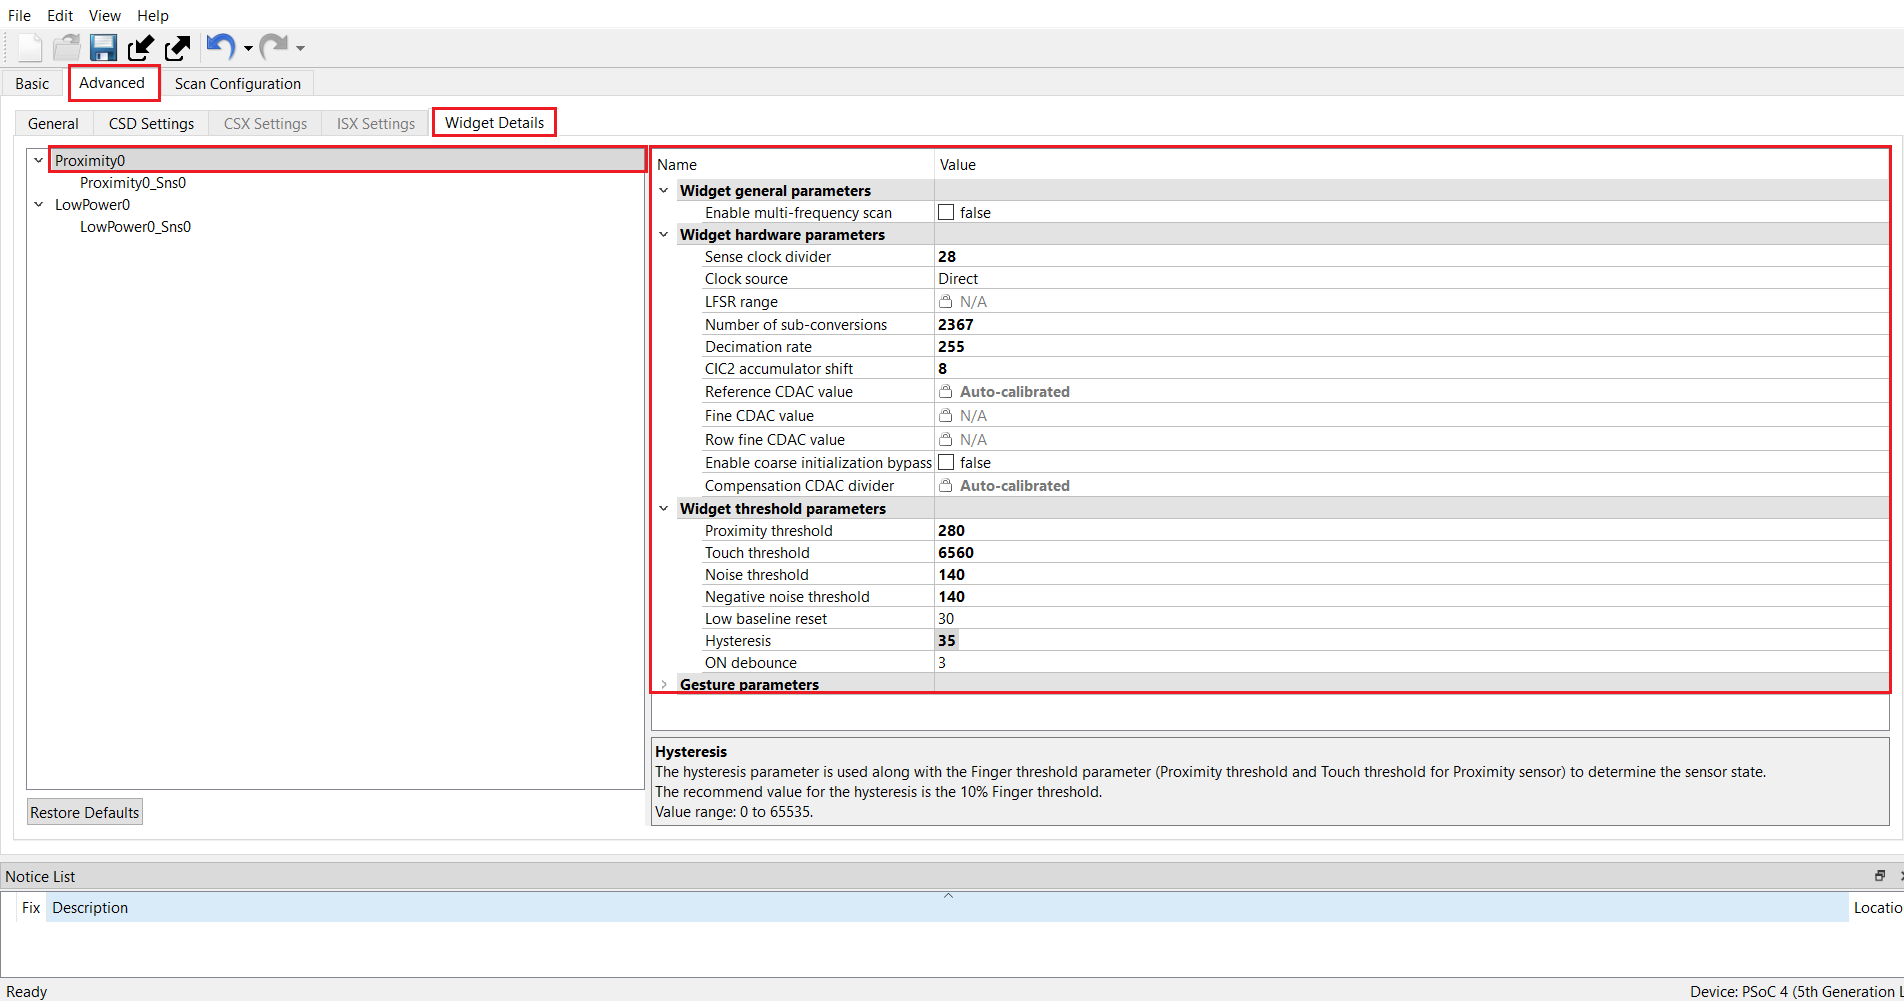 File Edit View Help
Basic Advanced Scan Configuration
General CSD Settings CSX Settings ISX Settings Widget Details
Proximity0
Proximity0_Sns0
LowPower0
LowPower0_Sns0
Restore Defaults
Name Value
Widget general parameters
Enable multi-frequency scan false
Widget hardware parameters
Sense clock divider 28
Clock source Direct
LFSR range N/A
Number of sub-conversions 2367
Decimation rate 255
CIC2 accumulator shift 8
Reference CDAC value Auto-calibrated
Fine CDAC value N/A
Row fine CDAC value N/A
Enable coarse initialization bypass false
Compensation CDAC divider Auto-calibrated
Widget threshold parameters
Proximity threshold 280
Touch threshold 6560
Noise threshold 140
Negative noise threshold 140
Low baseline reset 30
Hysteresis 35
ON debounce 3
Gesture parameters
Hysteresis
The hysteresis parameter is used along with the Finger threshold parameter (Proximity threshold and Touch threshold for Proximity sensor) to determine the sensor state.
The recommend value for the hysteresis is the 10% Finger threshold.
Value range: 0 to 65535.
Notice List
Fix Description Locatio
Ready Device: PSoC 4 (5th Generation L